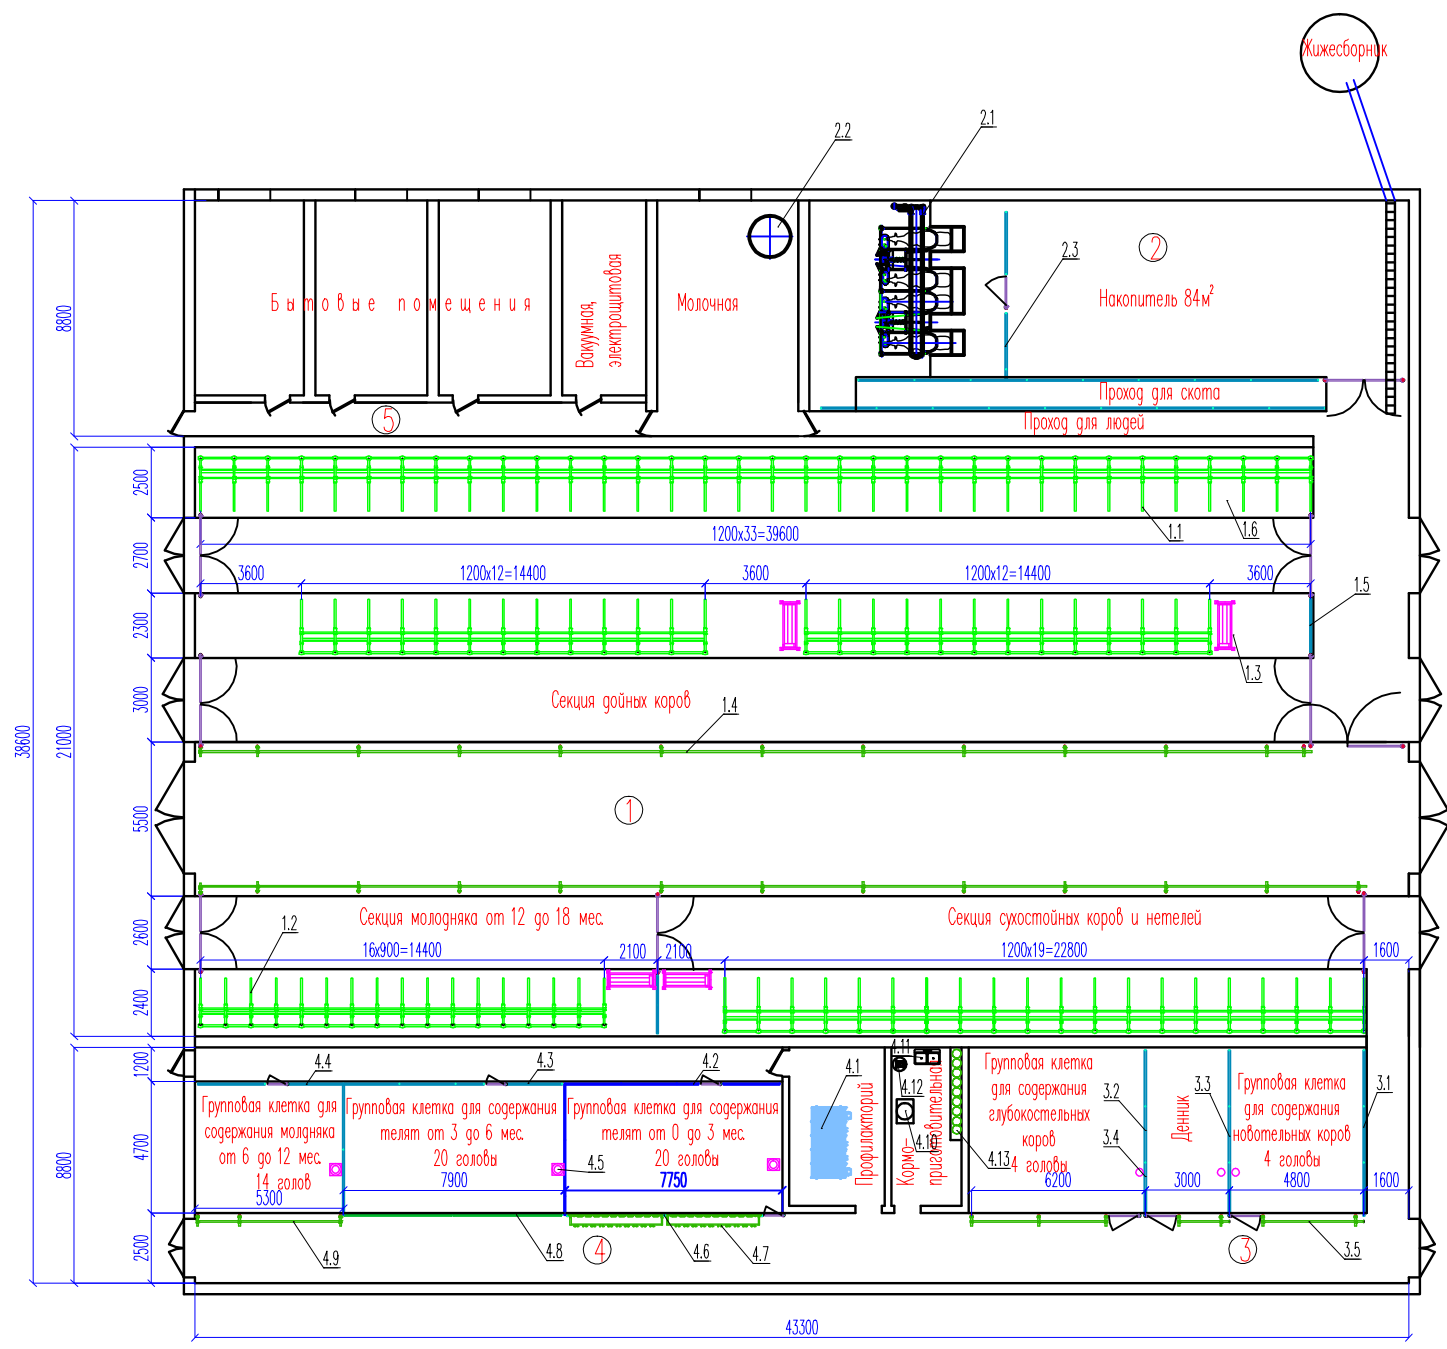 Жижесборник
2.1
2.2
2
2.3
Бытовые помещения
Вакуумная,
электрощитовая
Молочная
Накопитель 84м²
8800
Проход для скота
Проход для людей
5
2500
1.1
1.6
2700
1200х33=39600
3600
1200х12=14400
3600
1200х12=14400
3600
1.5
2300
1.3
3000
Секция дойных коров
1.4
38600
21000
5500
1
Секция молодняка от 12 до 18 мес.
Секция сухостойных коров и нетелей
2600
1.2
16х900=14400
2100
2100
1200х19=22800
1600
2400
1200
4.4
4.3
4.2
4.1
4.11
4.12
4.10
4.13
Групповая клетка для
содержания молдняка
от 6 до 12 мес.
14 голов
Групповая клетка для содержания
телят от 3 до 6 мес.
20 головы
Групповая клетка для содержания
телят от 0 до 3 мес.
20 головы
Профилакторий
Кормо-
приготовительная
Групповая клетка
для содержания
глубокостельных
коров
4 головы
3.2
3.4
Денник
3.3
Групповая клетка
для содержания
новотельных коров
4 головы
3.1
4700
8800
4.5
5300
7900
7750
6200
3000
4800
1600
2500
4.9
4.8
4
4.6
4.7
3
3.5
43300